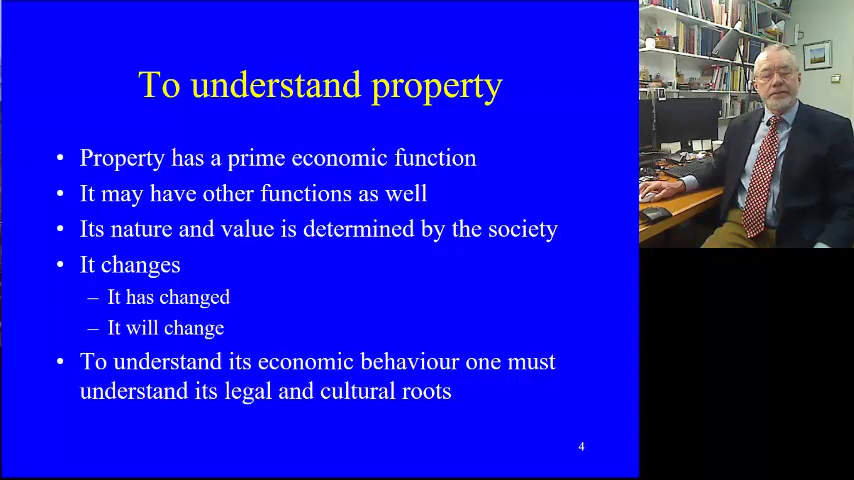 To understand property
• Property has a prime economic function
• It may have other functions as well
• Its nature and value is determined by the society
• It changes
– It has changed
– It will change
• To understand its economic behaviour one must
understand its legal and cultural roots
4